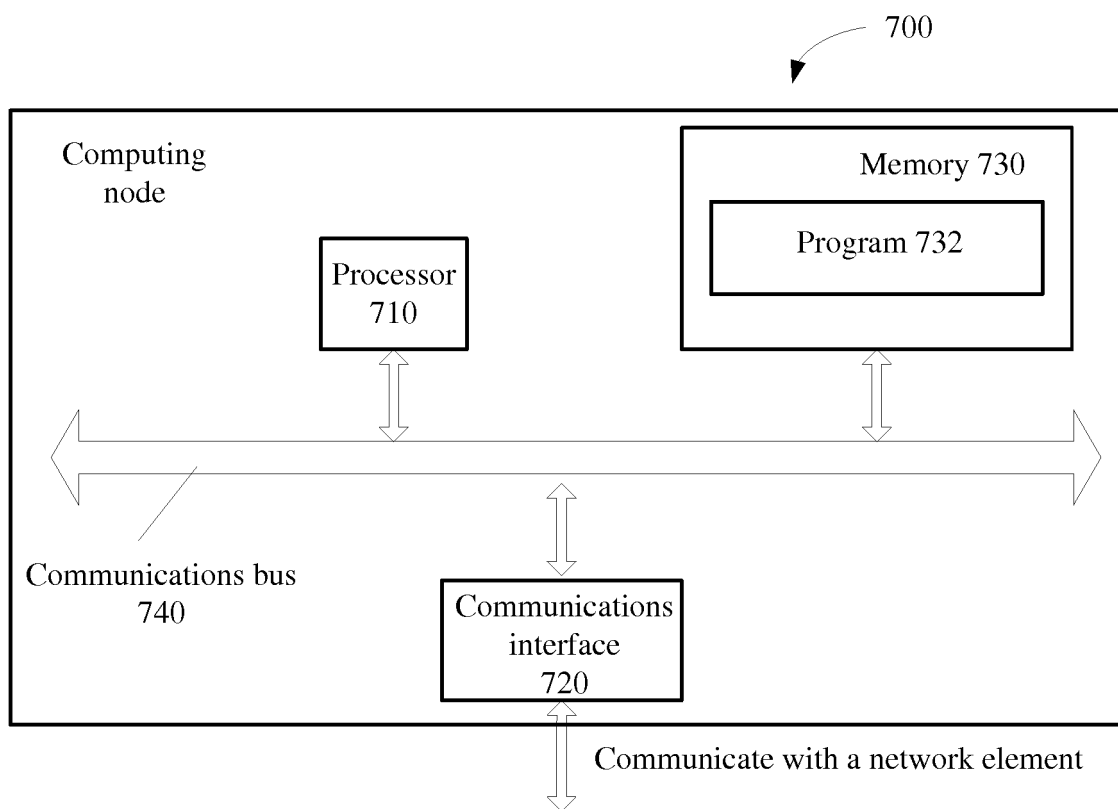 700
Computing
node
Memory 730
Program 732
Processor
710
Communications bus
740
Communications
interface
720
Communicate with a network element